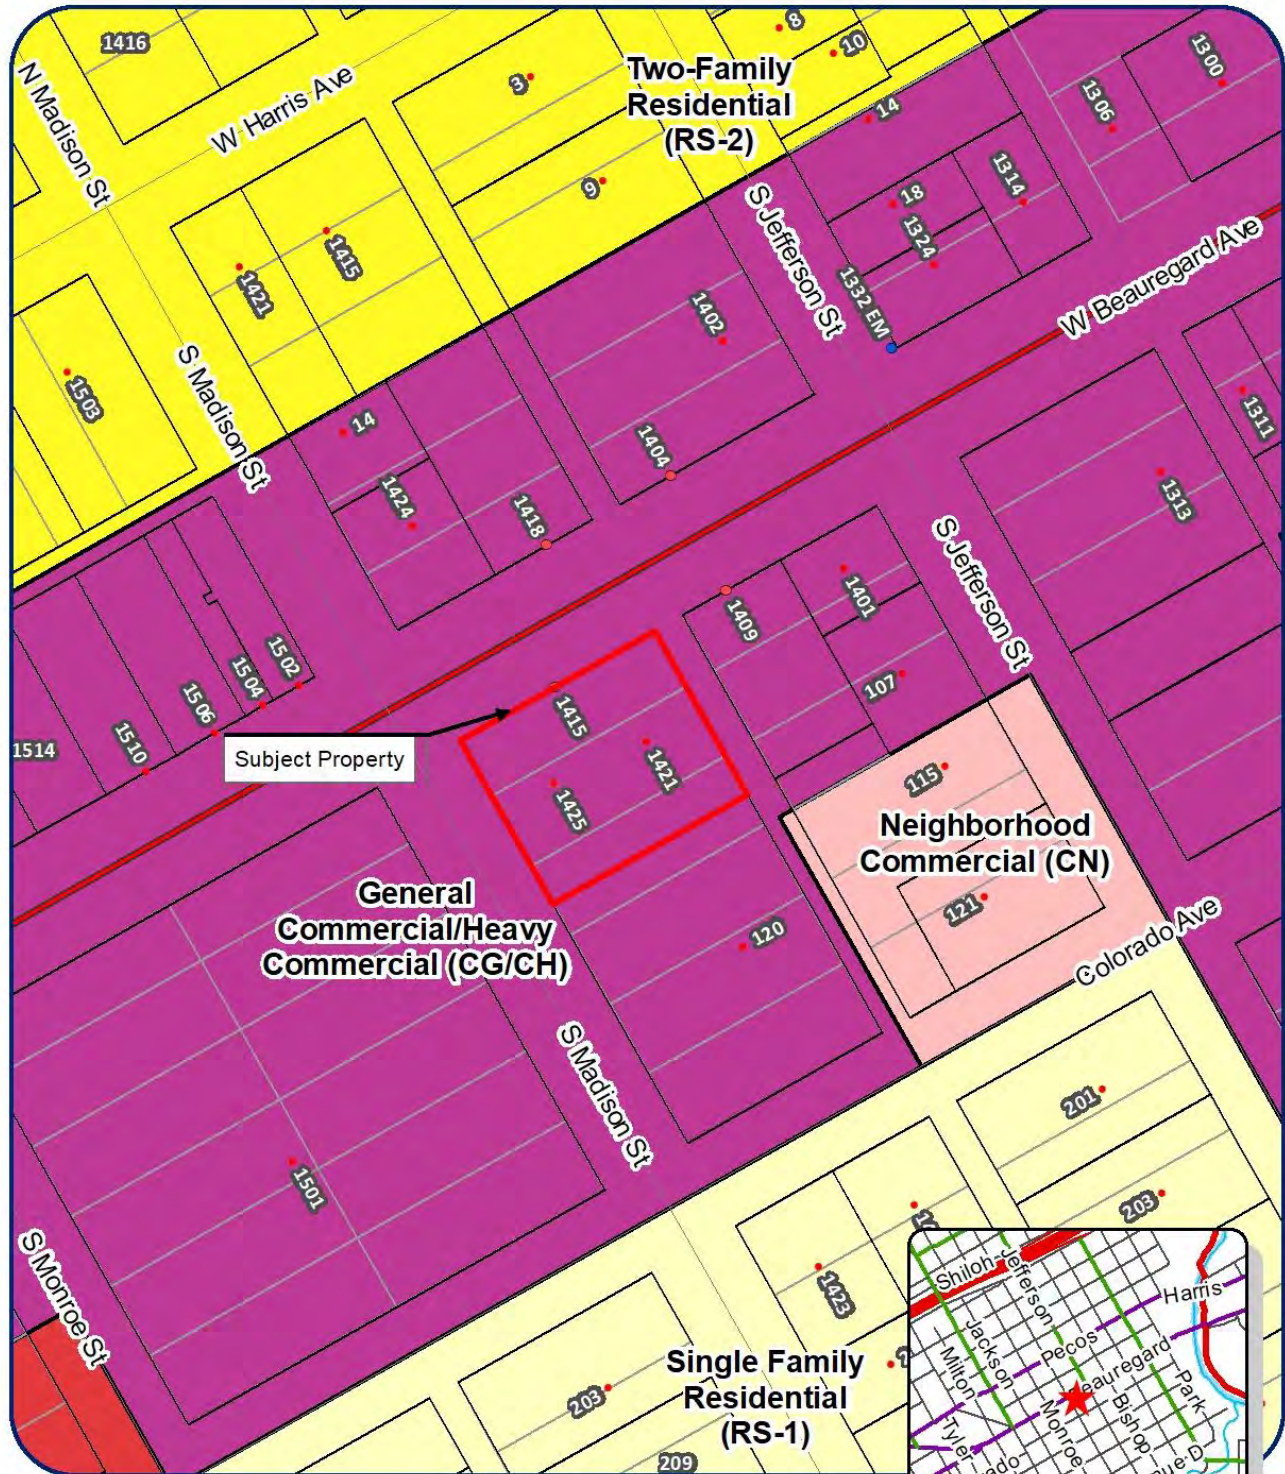 1416
N Madison St
W Harris Ave
3
8
10
Two-Family
Residential
(RS-2)
14
1306
1300
9
18
1314
1324
S Jefferson St
1332 EM
W Beauregard Ave
1421
1415
1402
1503
S Madison St
14
1424
1418
1404
1311
1313
S Jefferson St
1409
1401
107
1502
1504
1506
1510
1514
Subject Property
1415
1421
1425
115
Neighborhood
Commercial (CN)
121
General
Commercial/Heavy
Commercial (CG/CH)
120
Colorado Ave
S Madison St
201
203
1501
S Monroe St
1423
Single Family
Residential
(RS-1)
203
209
Shiloh
Jefferson
Harris
Jackson
Pecos
Milton
eauregard
Park
Bishop
Monroe
Tyler